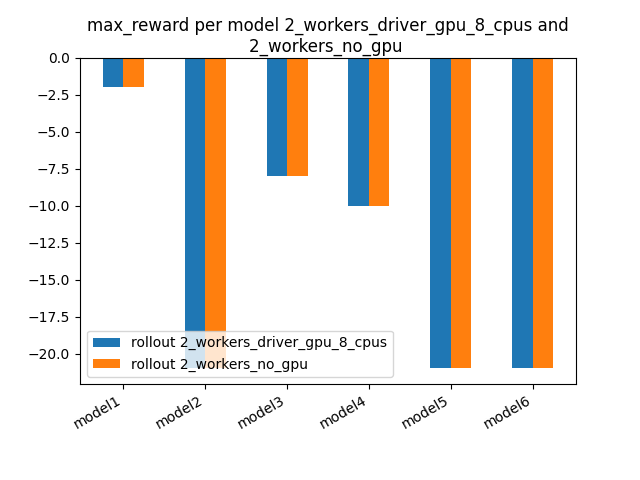 max_reward per model 2_workers_driver_gpu_8_cpus and
2_workers_no_gpu
0.0
−2.5
−5.0
−7.5
−10.0
−12.5
−15.0
−17.5
−20.0
rollout 2_workers_driver_gpu_8_cpus
rollout 2_workers_no_gpu
model1
model2
model3
model4
model5
model6